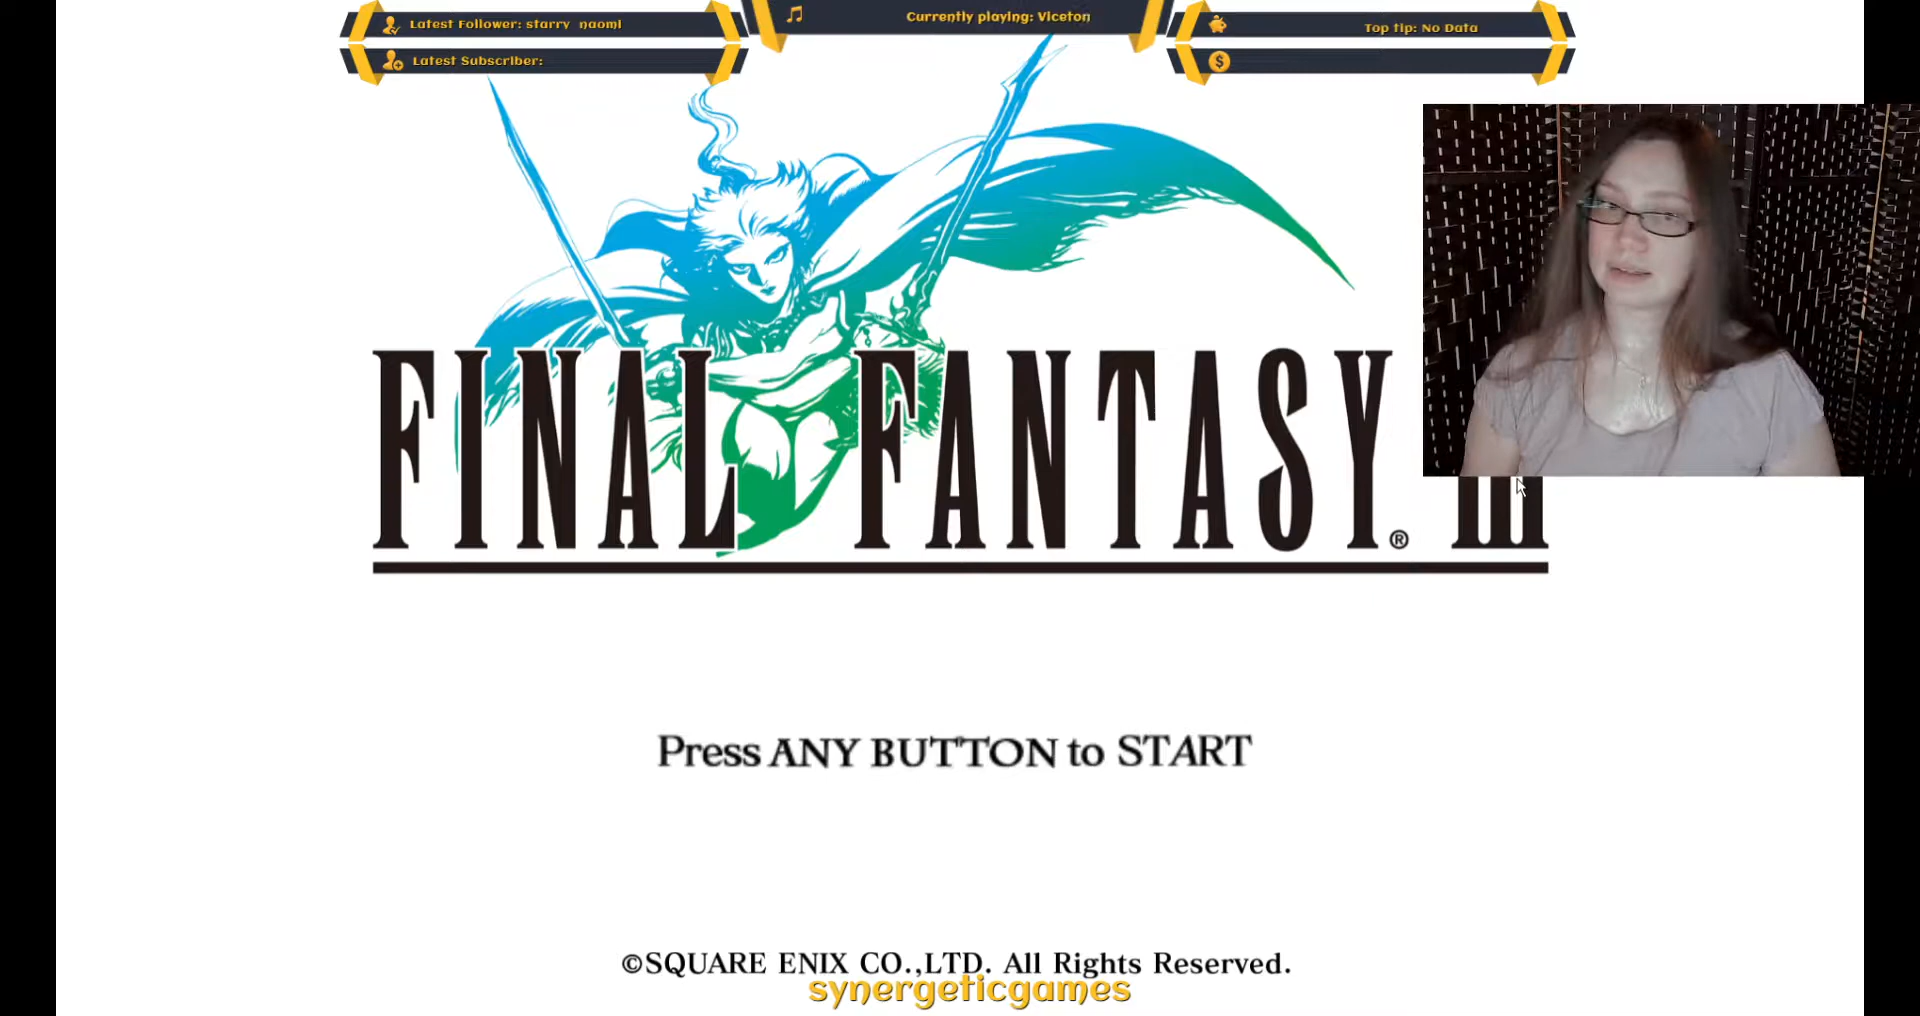 Latest Follower: starry_naomi
Latest Subscriber:
Currently playing: Viceton
Top tip: No Data
$
FINAL FANTASY® III
Press ANY BUTTON to START
©SQUARE ENIX CO.,LTD. All Rights Reserved.
synergeticgames